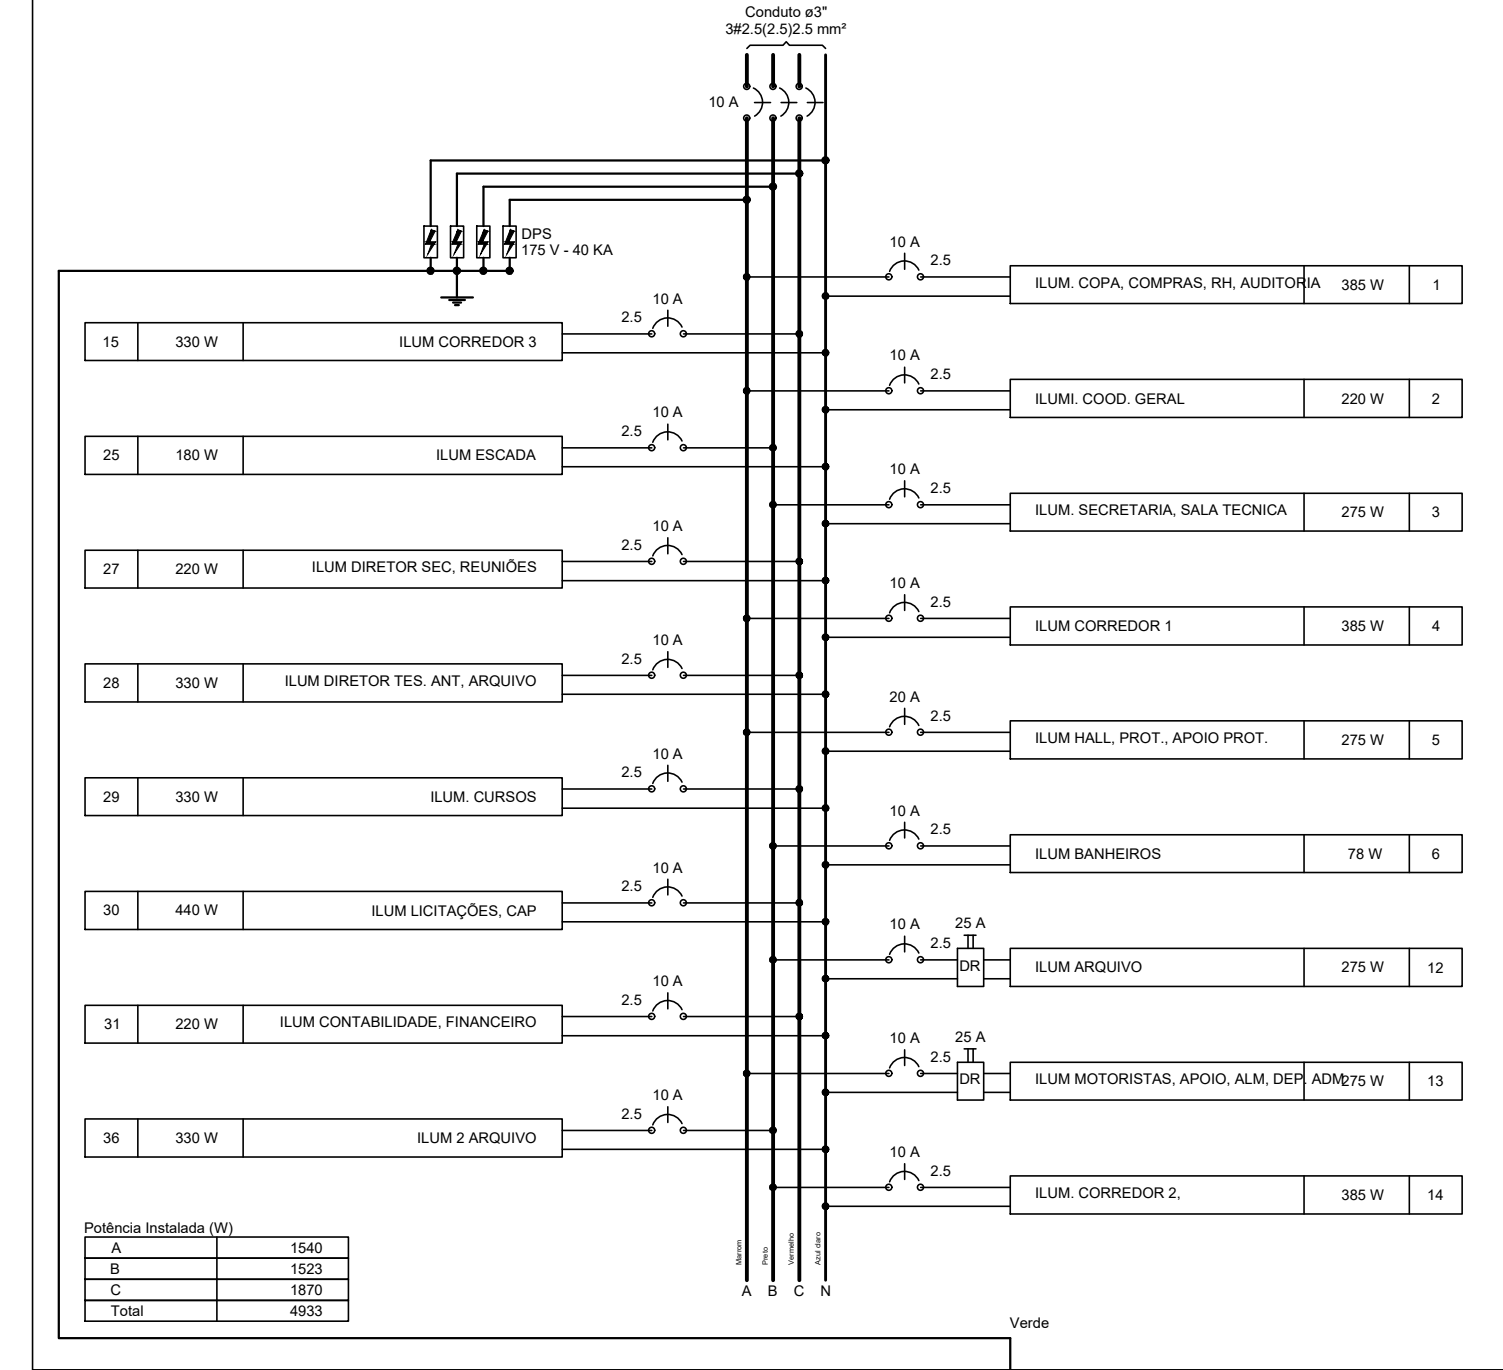 Conduto ø3"
3#2.5(2.5)2.5 mm²
10 A
DPS
175 V - 40 KA
10 A
2.5
ILUM. COPA, COMPRAS, RH, AUDITORIA 385 W 1
10 A
2.5
15 330 W ILUM CORREDOR 3
10 A
2.5
ILUMI. COOD. GERAL 220 W 2
10 A
2.5
25 180 W ILUM ESCADA
10 A
2.5
ILUM. SECRETARIA, SALA TECNICA 275 W 3
10 A
2.5
27 220 W ILUM DIRETOR SEC, REUNIÕES
10 A
2.5
ILUM CORREDOR 1 385 W 4
10 A
2.5
28 330 W ILUM DIRETOR TES. ANT, ARQUIVO
20 A
2.5
ILUM HALL, PROT., APOIO PROT. 275 W 5
10 A
2.5
29 330 W ILUM. CURSOS
10 A
2.5
ILUM BANHEIROS 78 W 6
10 A
2.5
30 440 W ILUM LICITAÇÕES, CAP
10 A 25 A
2.5
DR ILUM ARQUIVO 275 W 12
10 A
2.5
31 220 W ILUM CONTABILIDADE, FINANCEIRO
10 A 25 A
2.5
DR ILUM MOTORISTAS, APOIO, ALM, DEP. ADM 275 W 13
10 A
2.5
36 330 W ILUM 2 ARQUIVO
10 A
2.5
ILUM. CORREDOR 2, 385 W 14
Potência Instalada (W)
A 1540
B 1523
C 1870
Total 4933
Marrom Preto Vermelho Azul claro
A B C N
Verde